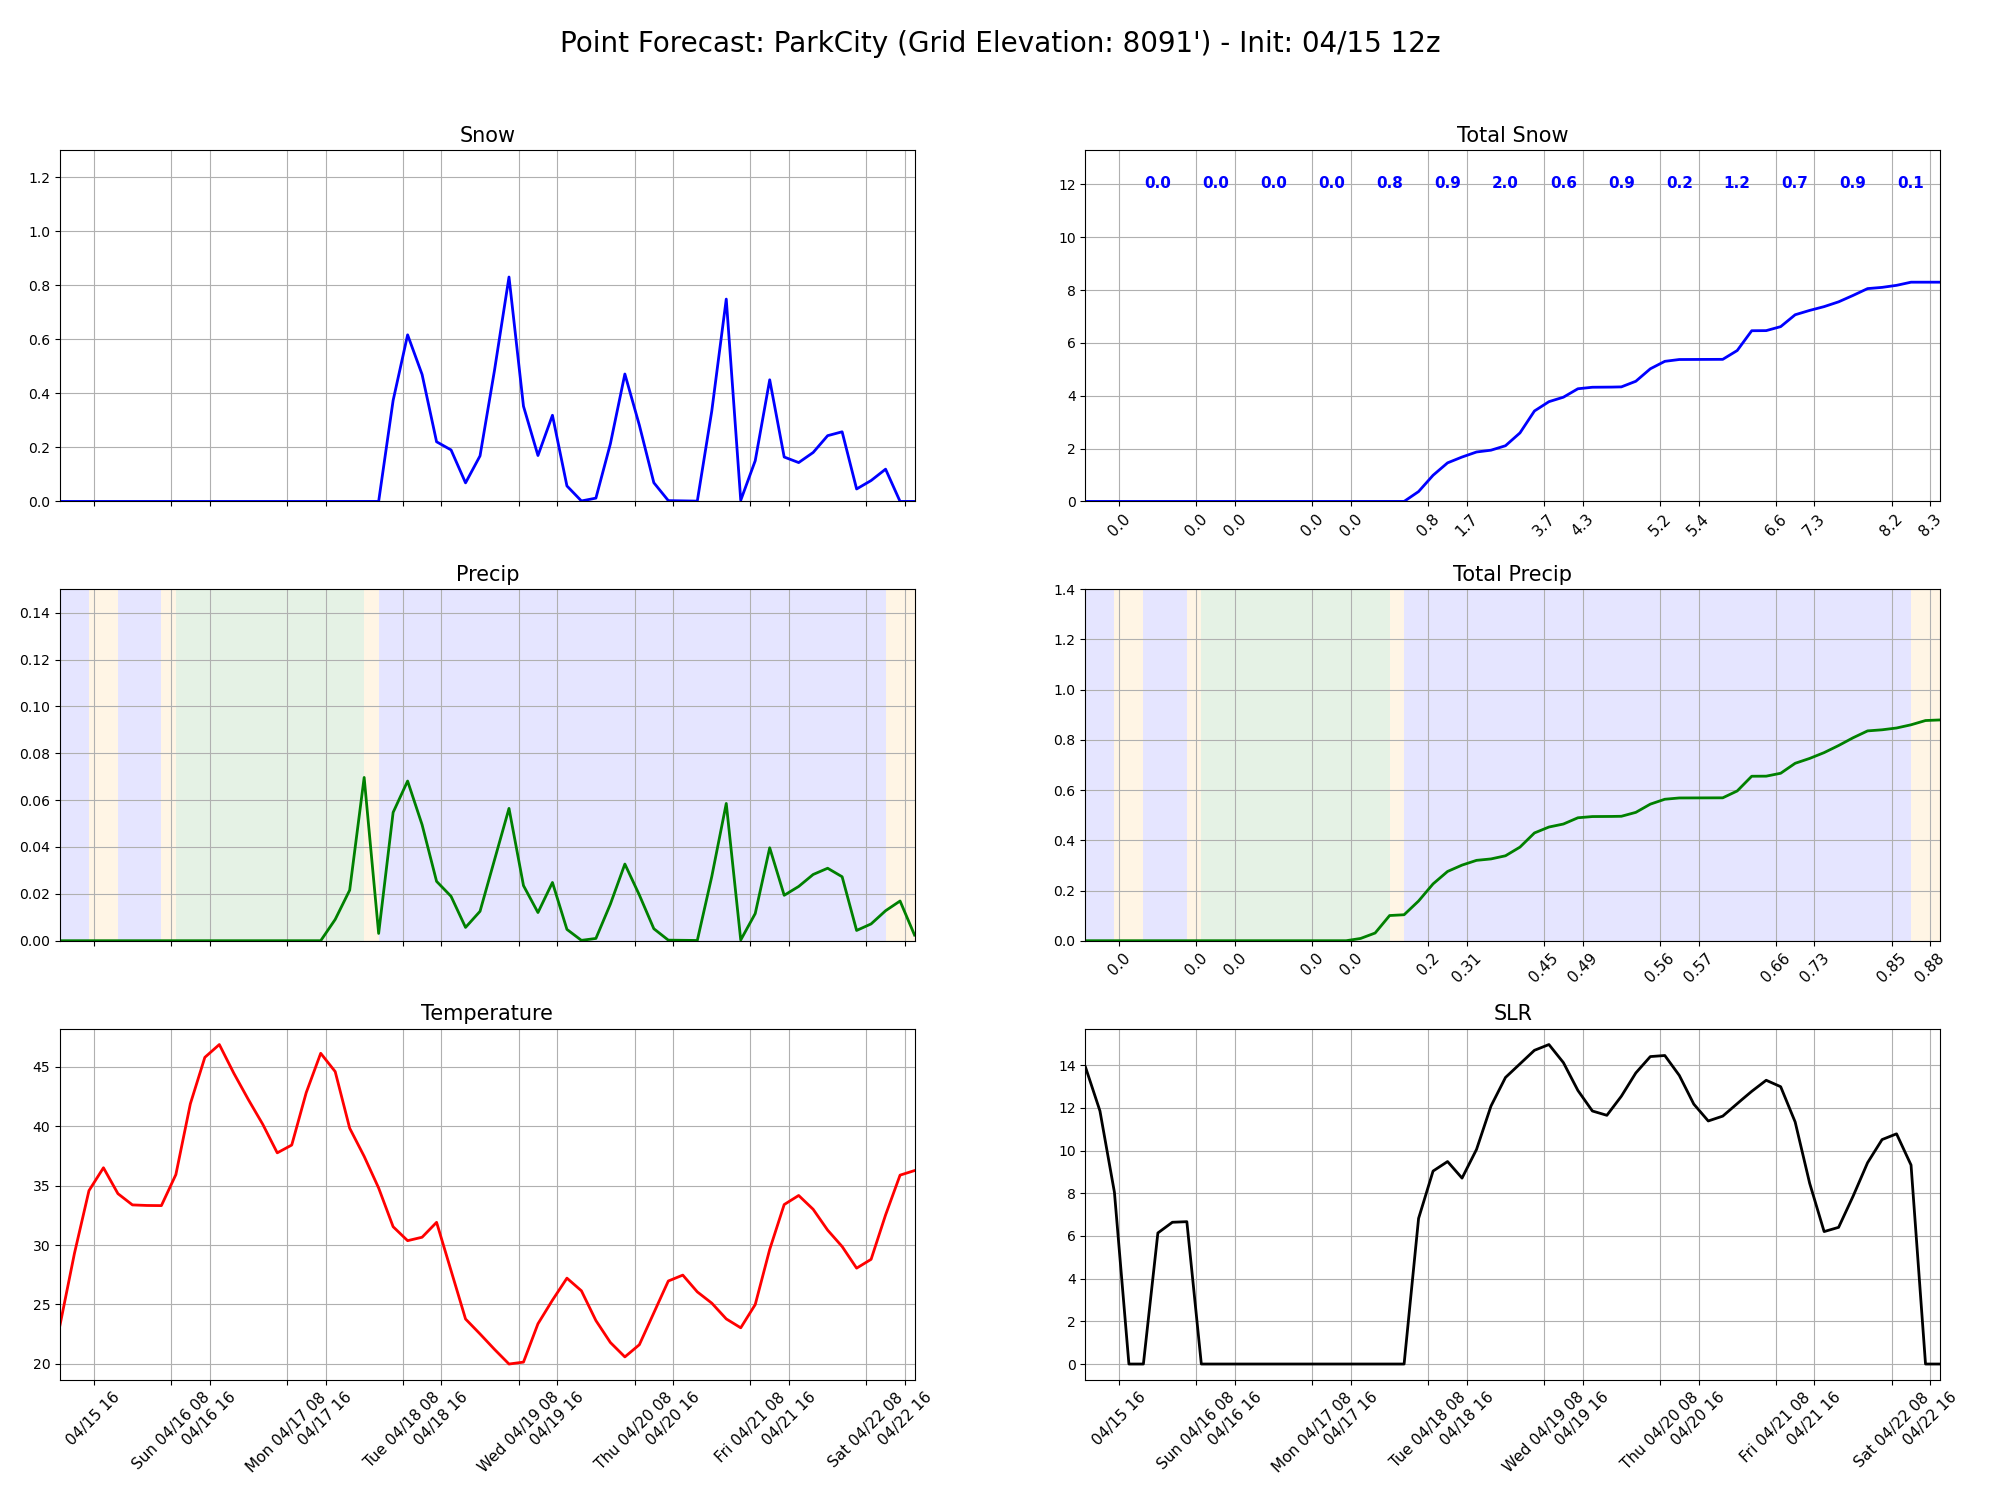 Point Forecast: ParkCity (Grid Elevation: 8091') - Init: 04/15 12z
Snow
1.2
1.0
0.8
0.6
0.4
0.2
0.0
Total Snow
12
10
8
6
4
2
0
0.0 0.0 0.0 0.0 0.8 0.9 2.0 0.6 0.9 0.2 1.2 0.7 0.9 0.1
0.0 0.0 0.0 0.0 0.0 0.8 1.7 3.7 4.3 5.2 5.4 6.6 7.3 8.2 8.3
Precip
0.14
0.12
0.10
0.08
0.06
0.04
0.02
0.00
Total Precip
1.4
1.2
1.0
0.8
0.6
0.4
0.2
0.0
0.0 0.0 0.0 0.0 0.0 0.2 0.31 0.45 0.49 0.56 0.57 0.66 0.73 0.85 0.88
Temperature
45
40
35
30
25
20
04/15 16
Sun 04/16 08
04/16 16
Mon 04/17 08
04/17 16
Tue 04/18 08
04/18 16
Wed 04/19 08
04/19 16
Thu 04/20 08
04/20 16
Fri 04/21 08
04/21 16
Sat 04/22 08
04/22 16
SLR
14
12
10
8
6
4
2
0
04/15 16
Sun 04/16 08
04/16 16
Mon 04/17 08
04/17 16
Tue 04/18 08
04/18 16
Wed 04/19 08
04/19 16
Thu 04/20 08
04/20 16
Fri 04/21 08
04/21 16
Sat 04/22 08
04/22 16